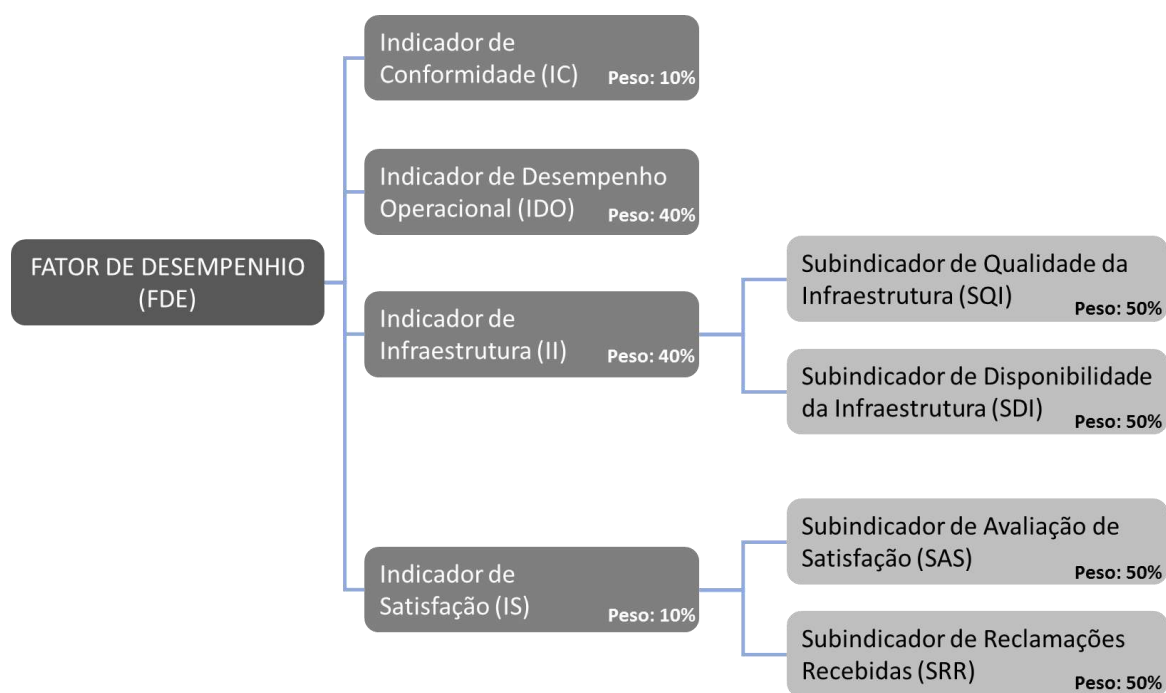 Indicador de
Conformidade (IC)
Peso: 10%
Indicador de Desempenho
Operacional (IDO)
Peso: 40%
FATOR DE DESEMPENHIO
(FDE)
Indicador de
Infraestrutura (II)
Peso: 40%
Subindicador de Qualidade da
Infraestrutura (SQI)
Peso: 50%
Subindicador de Disponibilidade
da Infraestrutura (SDI)
Peso: 50%
Indicador de
Satisfação (IS)
Peso: 10%
Subindicador de Avaliação de
Satisfação (SAS)
Peso: 50%
Subindicador de Reclamações
Recebidas (SRR)
Peso: 50%